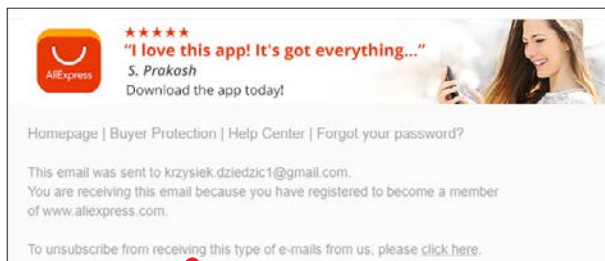 ★★★★★
“I love this app! It's got everything...”
S. Prakash
Download the app today!
AliExpress
Homepage | Buyer Protection | Help Center | Forgot your password?
This email was sent to krzysiek.dziedzic1@gmail.com.
You are receiving this email because you have registered to become a member
of www.aliexpress.com.
To unsubscribe from receiving this type of e-mails from us, please click here.